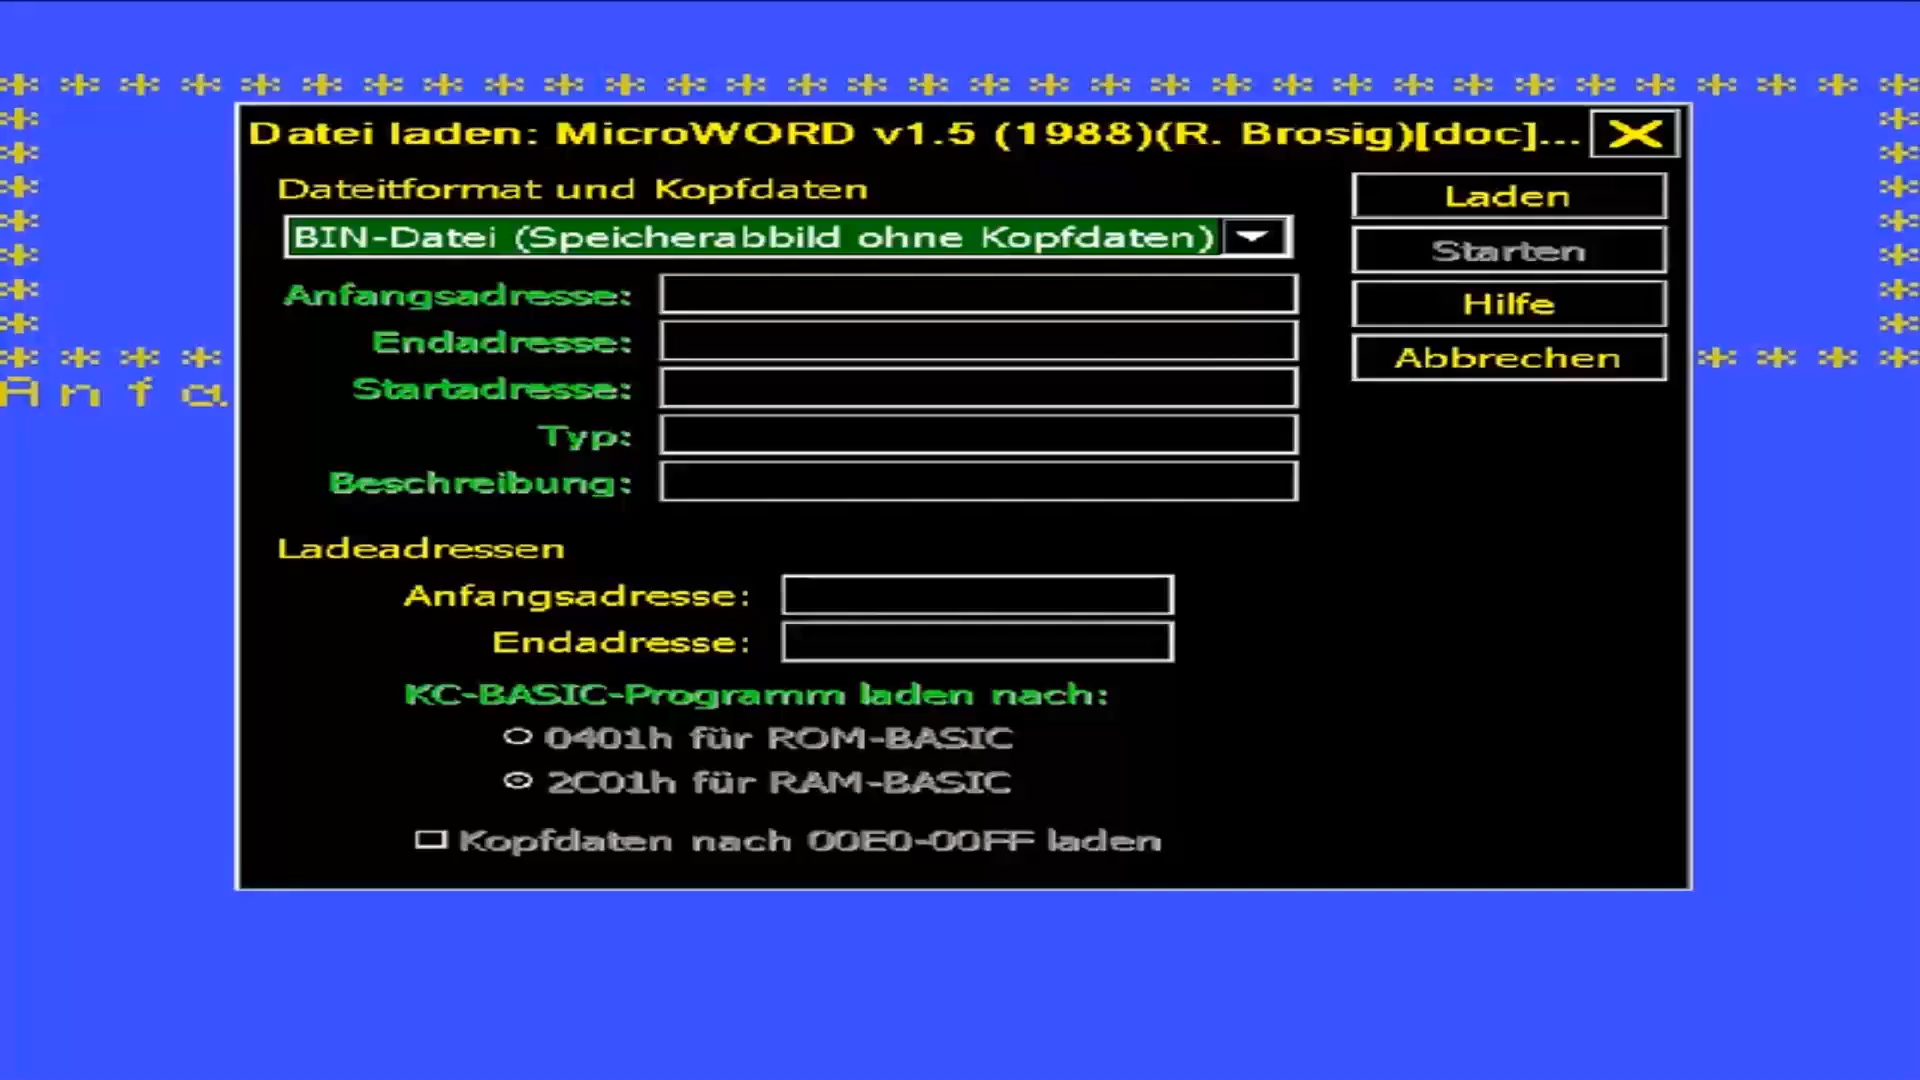 * * * * * * * * * * * * * * * * * * * * * * * * * * * * * * * *
Datei laden: MicroWORD v1.5 (1988)(R. Brosig)[doc]...
Dateitformat und Kopfdaten
BIN-Datei (Speicherabbild ohne Kopfdaten)
Anfangsadresse:
Endadresse:
Startadresse:
Typ:
Beschreibung:
Laden
Starten
Hilfe
Abbrechen
Anfa
Ladeadressen
Anfangsadresse:
Endadresse:
KC-BASIC-Programm laden nach:
0401h für ROM-BASIC
2C01h für RAM-BASIC
Kopfdaten nach 00E0-00FF laden